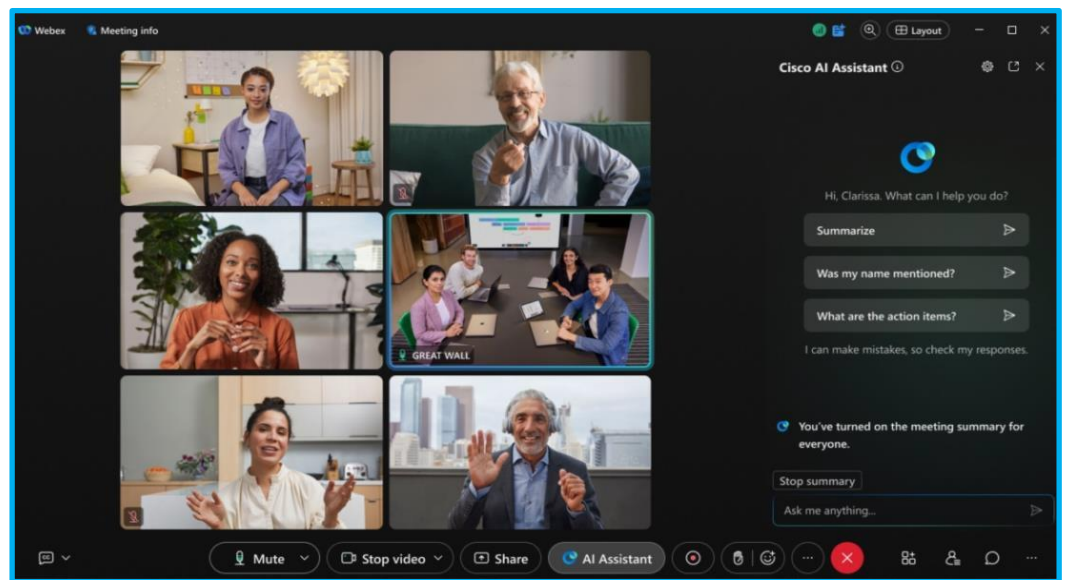 Webex
Meeting info
Layout
Cisco AI Assistant
Hi, Clarissa. What can I help you do?
Summarize
Was my name mentioned?
What are the action items?
I can make mistakes, so check my responses.
GREAT WALL
You've turned on the meeting summary for
everyone.
Stop summary
Ask me anything...
CC
Mute
Stop video
Share
AI Assistant